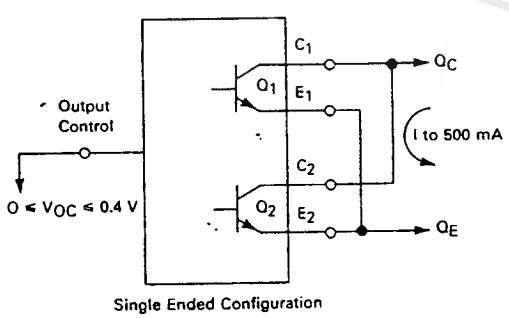 C1
QC
Q1
E1
Output
Control
I to 500 mA
C2
O ≤ VOC ≤ 0.4 V
Q2
E2
QE
Single Ended Configuration